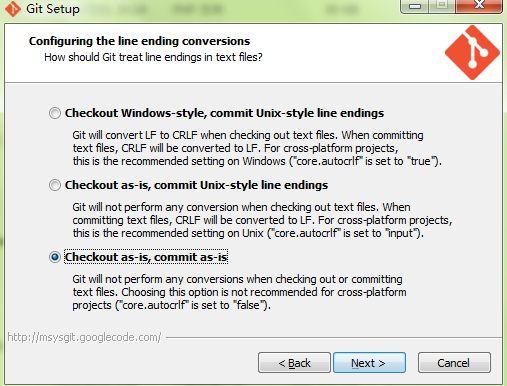 Git Setup
Configuring the line ending conversions
How should Git treat line endings in text files?
Checkout Windows-style, commit Unix-style line endings
Git will convert LF to CRLF when checking out text files. When committing
text files, CRLF will be converted to LF. For cross-platform projects,
this is the recommended setting on Windows ("core.autocrlf" is set to "true").
Checkout as-is, commit Unix-style line endings
Git will not perform any conversion when checking out text files. When
committing text files, CRLF will be converted to LF. For cross-platform projects,
this is the recommended setting on Unix ("core.autocrlf" is set to "input").
Checkout as-is, commit as-is
Git will not perform any conversions when checking out or committing
text files. Choosing this option is not recommended for cross-platform
projects ("core.autocrlf" is set to "false").
http://msysgit.googlecode.com/
< Back Next > Cancel